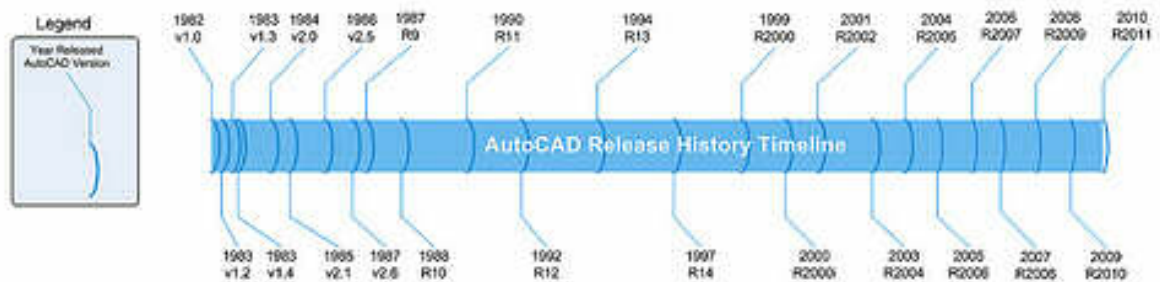 Legend
Year Released
AutoCAD Version
1982
v1.0
1983
v1.3
1984
v2.0
1986
v2.5
1987
R9
1990
R11
1994
R13
1999
R2000
2001
R2002
2004
R2005
2006
R2007
2008
R2009
2010
R2011
AutoCAD Release History Timeline
1983
v1.2
1983
v1.4
1985
v2.1
1987
v2.6
1988
R10
1992
R12
1997
R14
2000
R2000i
2003
R2004
2005
R2006
2007
R2008
2009
R2010